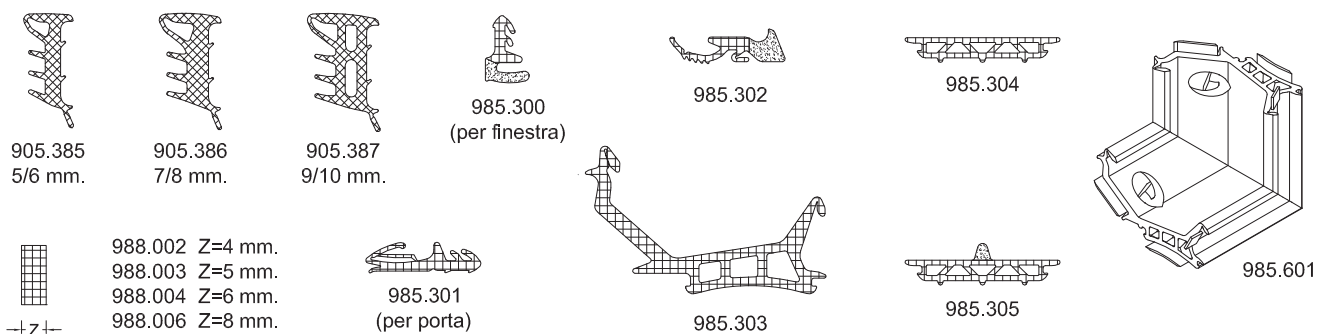 905.385
5/6 mm.
905.386
7/8 mm.
905.387
9/10 mm.
985.300
(per finestra)
985.302
985.304
988.002 Z=4 mm.
988.003 Z=5 mm.
988.004 Z=6 mm.
988.006 Z=8 mm.
Z
985.301
(per porta)
985.303
985.305
985.601